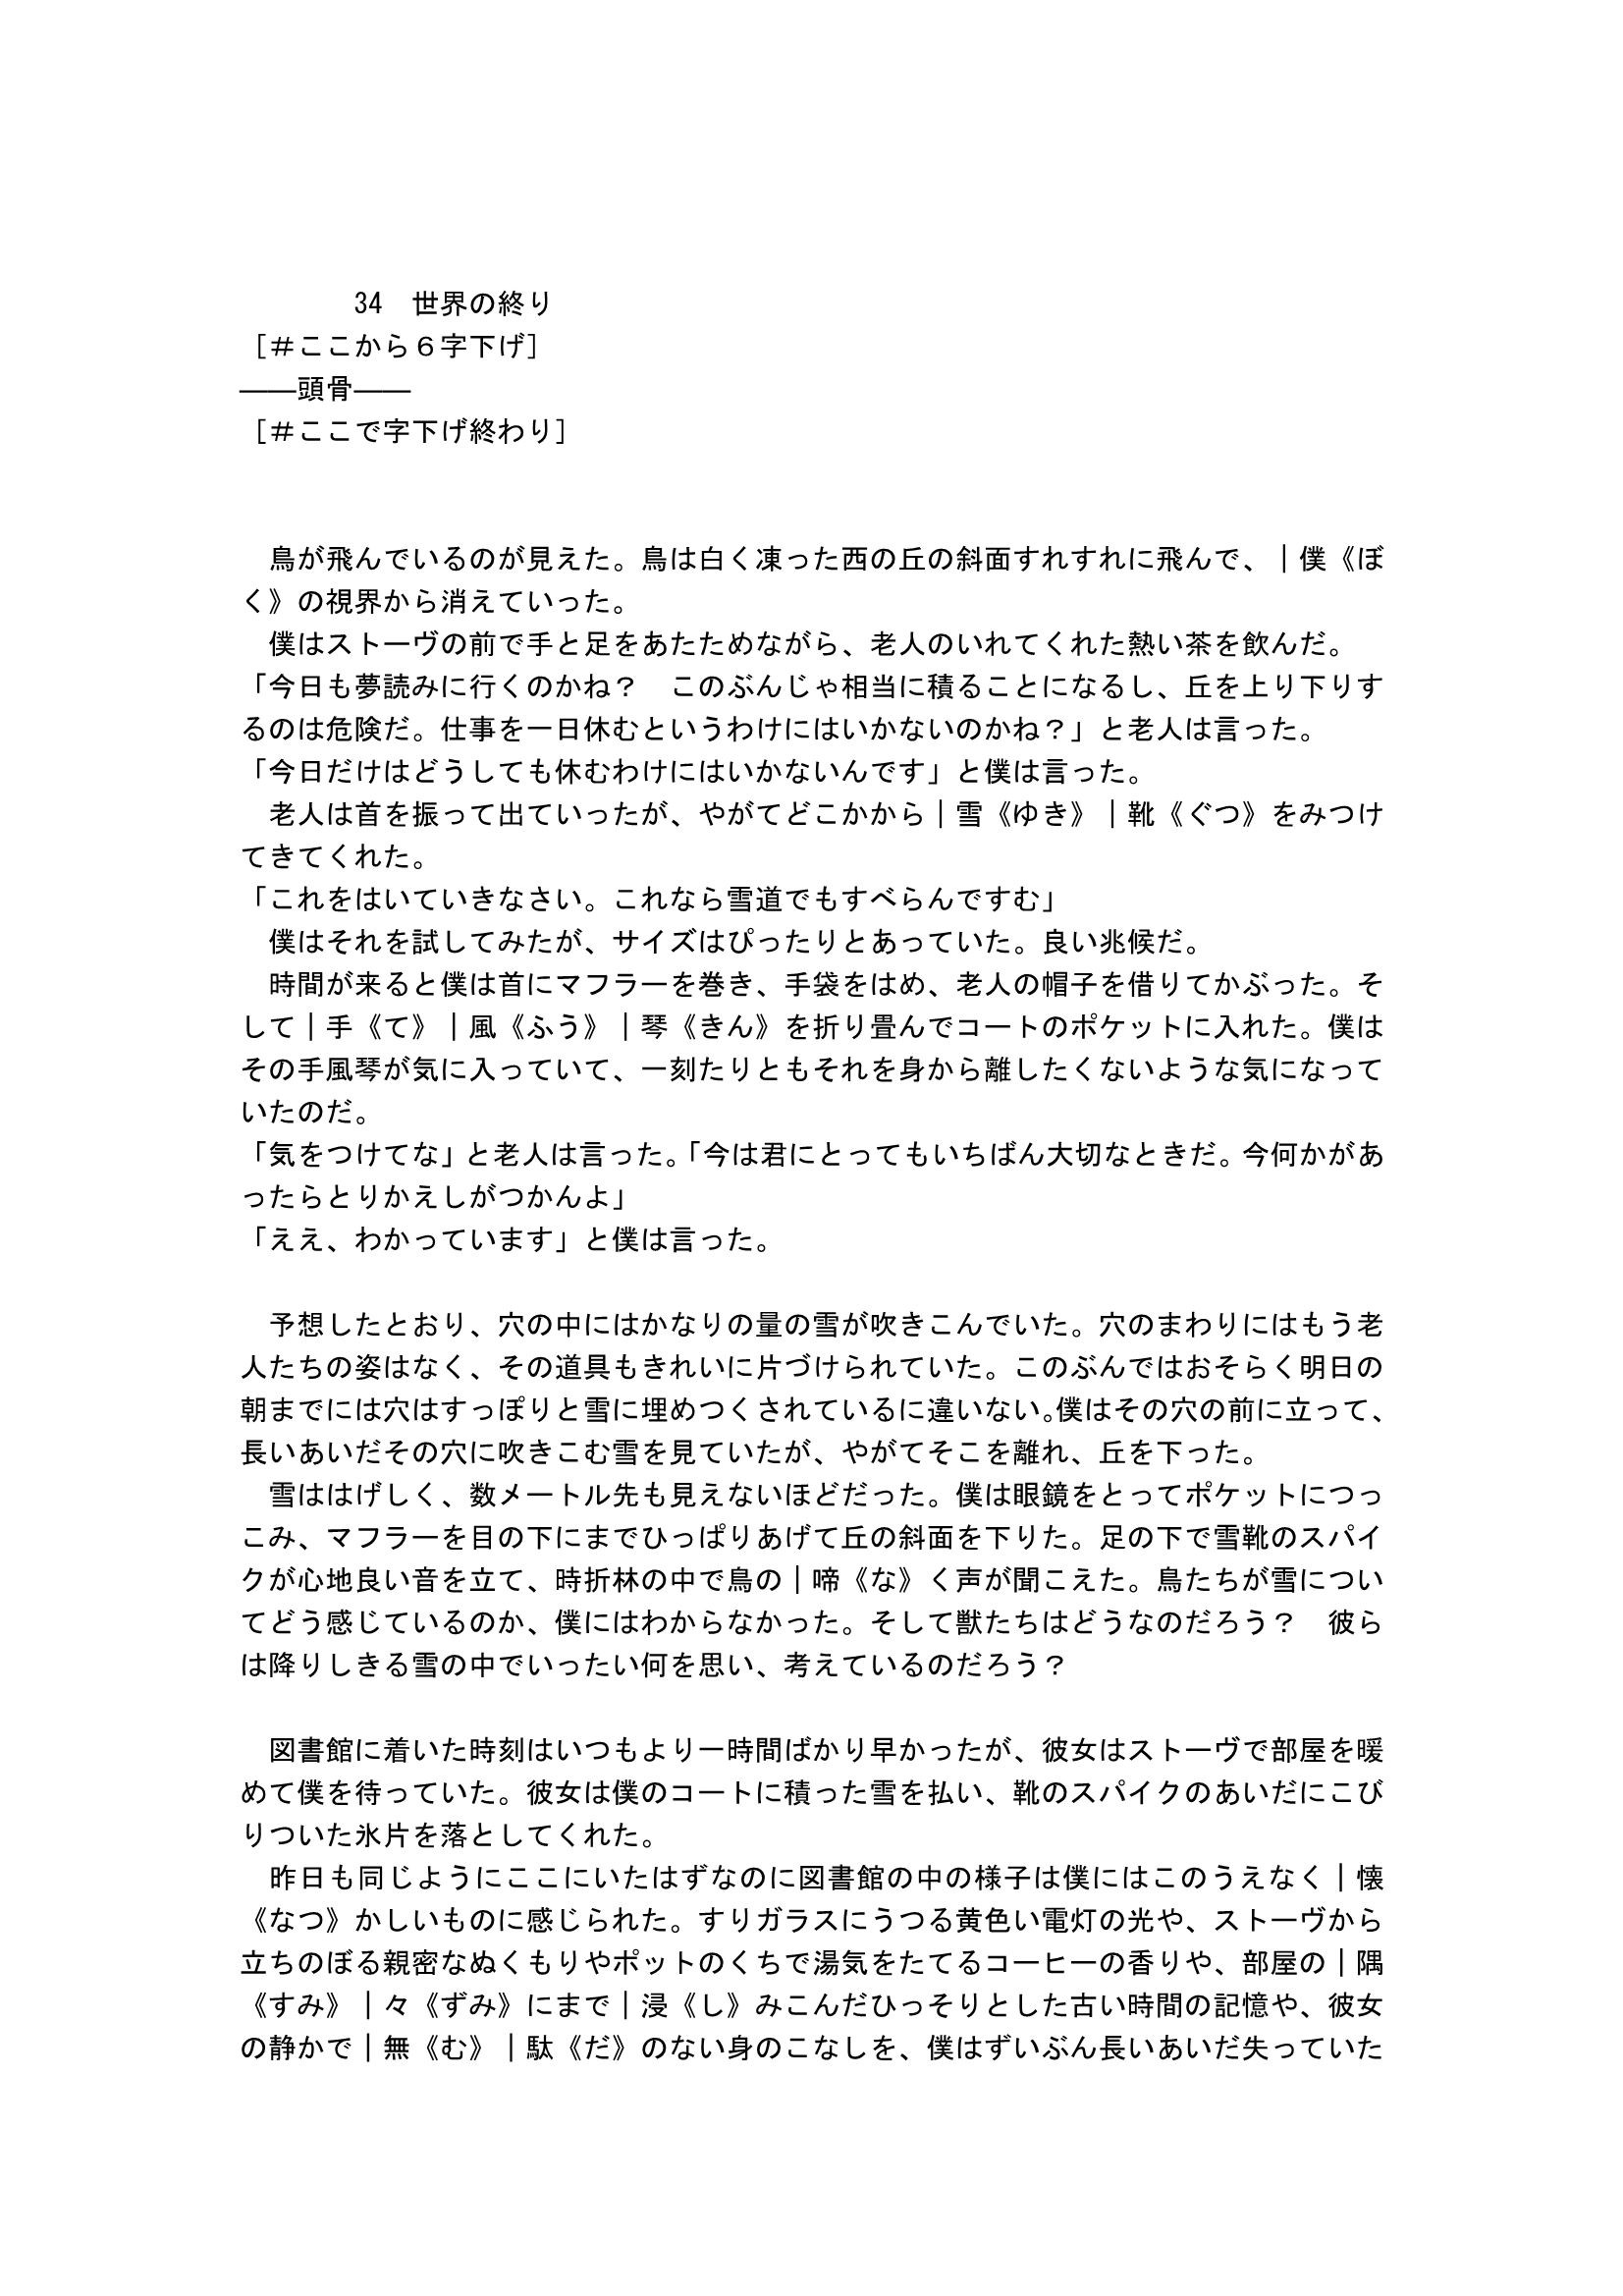 34　世界の終り
［＃ここから６字下げ］
――頭骨――
［＃ここで字下げ終わり］
　鳥が飛んでいるのが見えた。鳥は白く凍った西の丘の斜面すれすれに飛んで、｜僕《ぼ
く》の視界から消えていった。
　僕はストーヴの前で手と足をあたためながら、老人のいれてくれた熱い茶を飲んだ。
「今日も夢読みに行くのかね？　このぶんじゃ相当に積ることになるし、丘を上り下りす
るのは危険だ。仕事を一日休むというわけにはいかないのかね？」と老人は言った。
「今日だけはどうしても休むわけにはいかないんです」と僕は言った。
　老人は首を振って出ていったが、やがてどこかから｜雪《ゆき》｜靴《ぐつ》をみつけ
てきてくれた。
「これをはいていきなさい。これなら雪道でもすべらんですむ」
　僕はそれを試してみたが、サイズはぴったりとあっていた。良い兆候だ。
　時間が来ると僕は首にマフラーを巻き、手袋をはめ、老人の帽子を借りてかぶった。そ
して｜手《て》｜風《ふう》｜琴《きん》を折り畳んでコートのポケットに入れた。僕は
その手風琴が気に入っていて、一刻たりともそれを身から離したくないような気になって
いたのだ。
「気をつけてな」と老人は言った。「今は君にとってもいちばん大切なときだ。今何かがあ
ったらとりかえしがつかんよ」
「ええ、わかっています」と僕は言った。
　予想したとおり、穴の中にはかなりの量の雪が吹きこんでいた。穴のまわりにはもう老
人たちの姿はなく、その道具もきれいに片づけられていた。このぶんではおそらく明日の
朝までには穴はすっぽりと雪に埋めつくされているに違いない。僕はその穴の前に立って、
長いあいだその穴に吹きこむ雪を見ていたが、やがてそこを離れ、丘を下った。
　雪ははげしく、数メートル先も見えないほどだった。僕は眼鏡をとってポケットにつっ
こみ、マフラーを目の下にまでひっぱりあげて丘の斜面を下りた。足の下で雪靴のスパイ
クが心地良い音を立て、時折林の中で鳥の｜啼《な》く声が聞こえた。鳥たちが雪につい
てどう感じているのか、僕にはわからなかった。そして獣たちはどうなのだろう？　彼ら
は降りしきる雪の中でいったい何を思い、考えているのだろう？
　図書館に着いた時刻はいつもより一時間ばかり早かったが、彼女はストーヴで部屋を暖
めて僕を待っていた。彼女は僕のコートに積った雪を払い、靴のスパイクのあいだにこび
りついた氷片を落としてくれた。
　昨日も同じようにここにいたはずなのに図書館の中の様子は僕にはこのうえなく｜懐
《なつ》かしいものに感じられた。すりガラスにうつる黄色い電灯の光や、ストーヴから
立ちのぼる親密なぬくもりやポットのくちで湯気をたてるコーヒーの香りや、部屋の｜隅
《すみ》｜々《ずみ》にまで｜浸《し》みこんだひっそりとした古い時間の記憶や、彼女
の静かで｜無《む》｜駄《だ》のない身のこなしを、僕はずいぶん長いあいだ失っていた